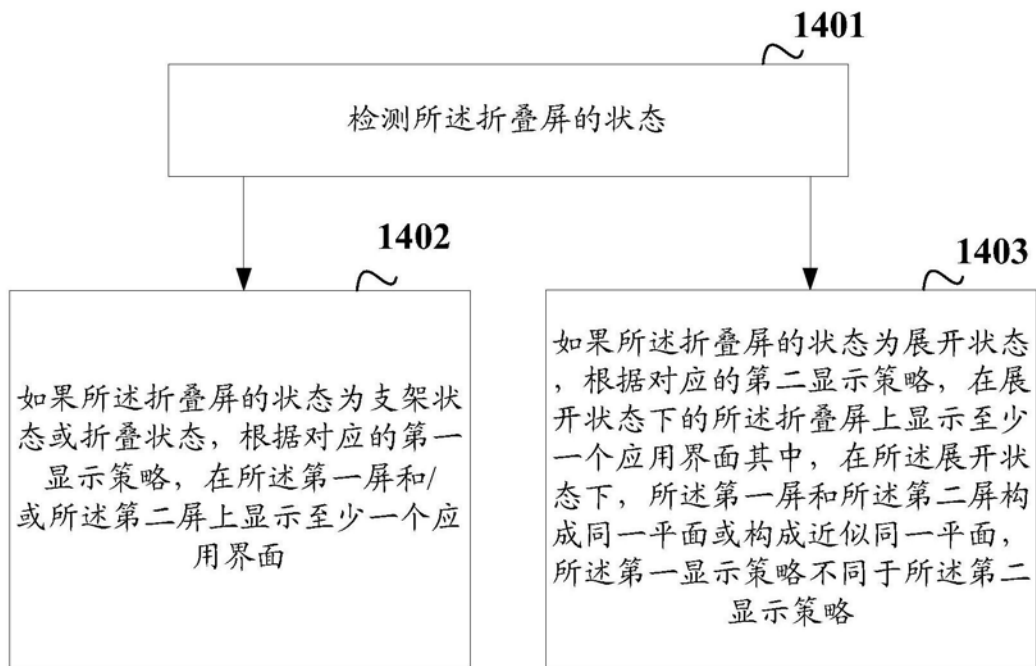 1401
检测所述折叠屏的状态
1402
如果所述折叠屏的状态为支架状
态或折叠状态，根据对应的第一
显示策略，在所述第一屏和/
或所述第二屏上显示至少一个应
用界面
1403
如果所述折叠屏的状态为展开状态
，根据对应的第二显示策略，在展
开状态下的所述折叠屏上显示至少
一个应用界面其中，在所述展开状
态下，所述第一屏和所述第二屏构
成同一平面或构成近似同一平面，
所述第一显示策略不同于所述第二
显示策略